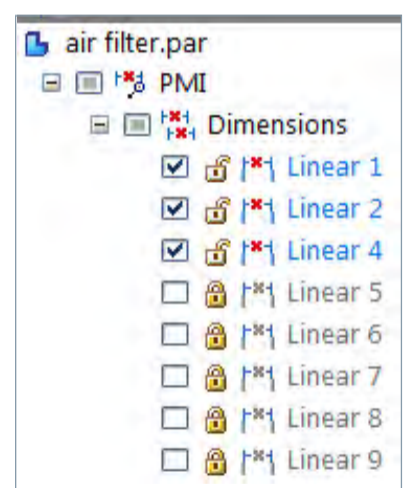 air filter.par
PMI
Dimensions
Linear 1
Linear 2
Linear 4
Linear 5
Linear 6
Linear 7
Linear 8
Linear 9